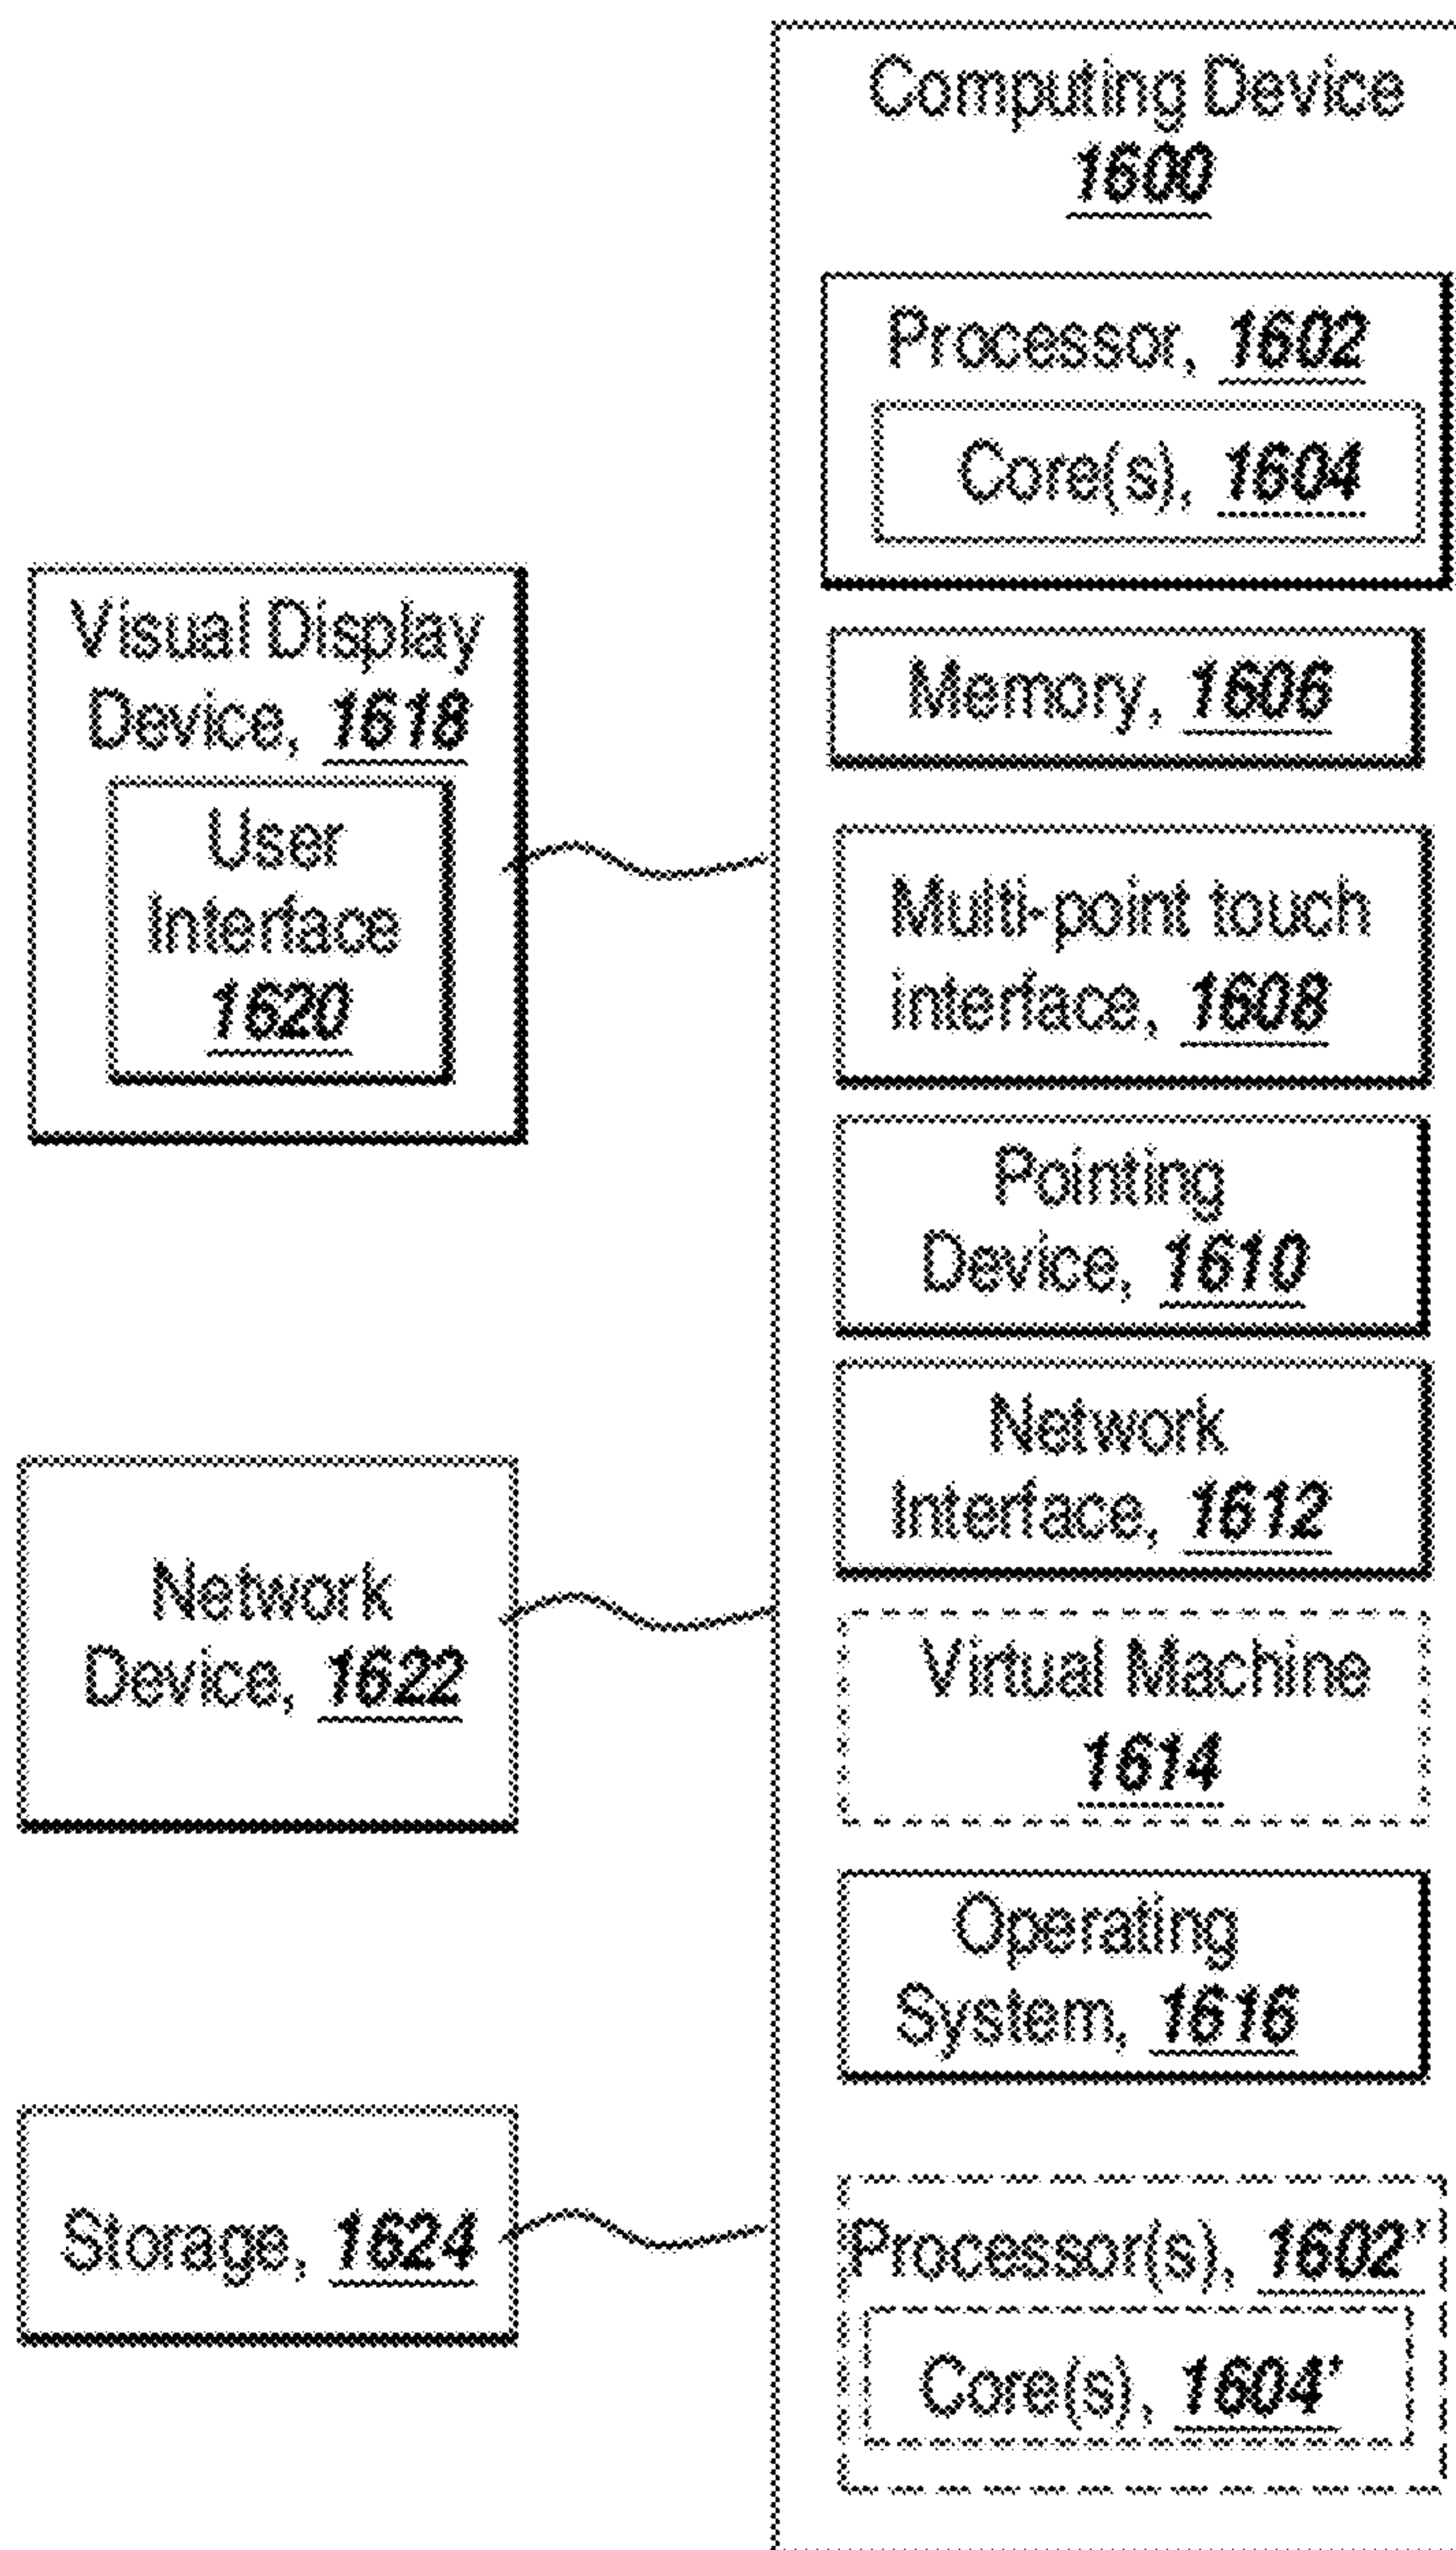 Computing Device
1600
Processor, 1602
Core(s), 1604
Memory, 1606
Multi-point touch
interface, 1608
Pointing
Device, 1610
Network
Interface, 1612
Virtual Machine
1614
Operating
System, 1616
Processor(s), 1602'
Core(s), 1604'
Visual Display
Device, 1618
User
Interface
1620
Network
Device, 1622
Storage, 1624